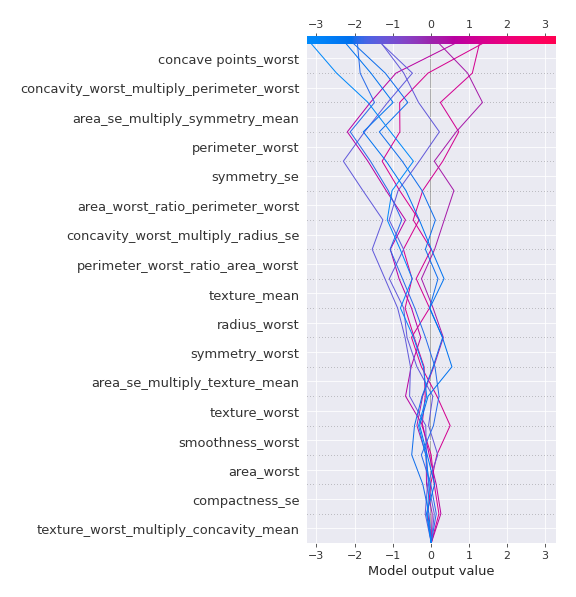 −3 −2 −1 0 1 2 3
concave points_worst
concavity_worst_multiply_perimeter_worst
area_se_multiply_symmetry_mean
perimeter_worst
symmetry_se
area_worst_ratio_perimeter_worst
concavity_worst_multiply_radius_se
perimeter_worst_ratio_area_worst
texture_mean
radius_worst
symmetry_worst
area_se_multiply_texture_mean
texture_worst
smoothness_worst
area_worst
compactness_se
texture_worst_multiply_concavity_mean
−3 −2 −1 0 1 2 3
Model output value